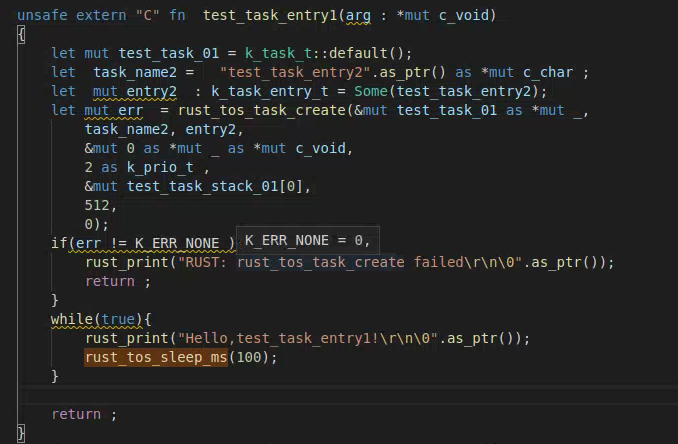 unsafe extern "C" fn  test_task_entry1(arg : *mut c_void)
{
    let mut test_task_01 = k_task_t::default();
    let  task_name2 =   "test_task_entry2".as_ptr() as *mut c_char ;
    let  mut entry2  : k_task_entry_t = Some(test_task_entry2);
    let mut err  = rust_tos_task_create(&mut test_task_01 as *mut _,
        task_name2, entry2,
        &mut 0 as *mut _ as *mut c_void,
        2 as k_prio_t ,
        &mut test_task_stack_01[0],
        512,
        0);
    if(err != K_ERR_NONE ) K_ERR_NONE = 0,
        rust_print("RUST: rust_tos_task_create failed\r\n\0".as_ptr());
        return ;
    }
    while(true){
        rust_print("Hello,test_task_entry1!\r\n\0".as_ptr());
        rust_tos_sleep_ms(100);
    }
    return ;
}